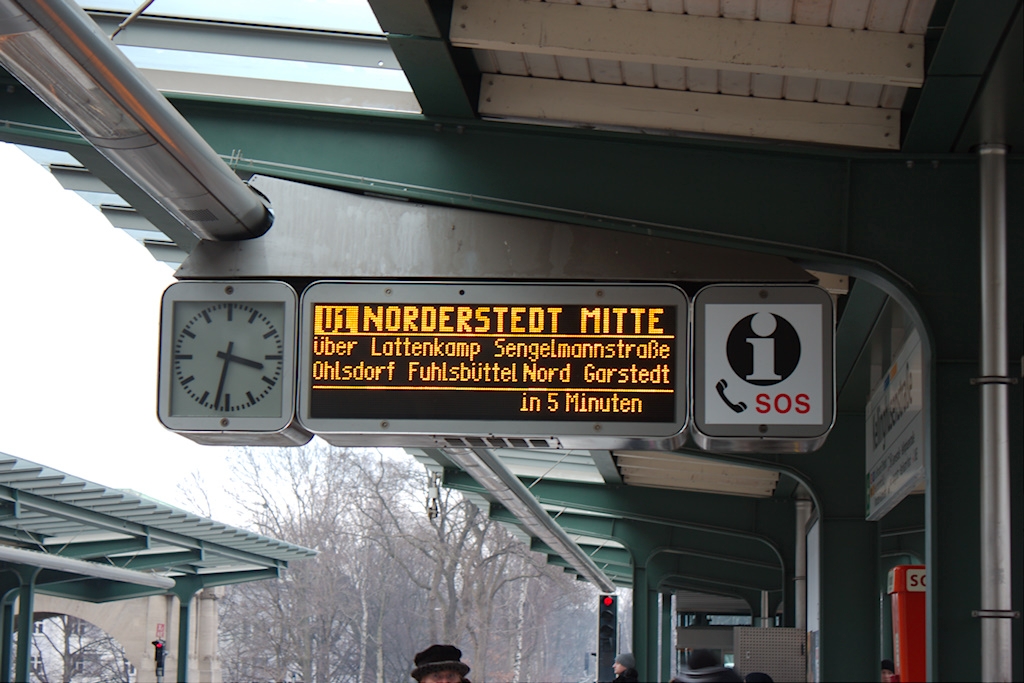 U1 NORDERSTEDT MITTE
Über Lattenkamp Sengelmannstraße
Ohlsdorf Fuhlsbüttel Nord Garstedt
in 5 Minuten
i
SOS